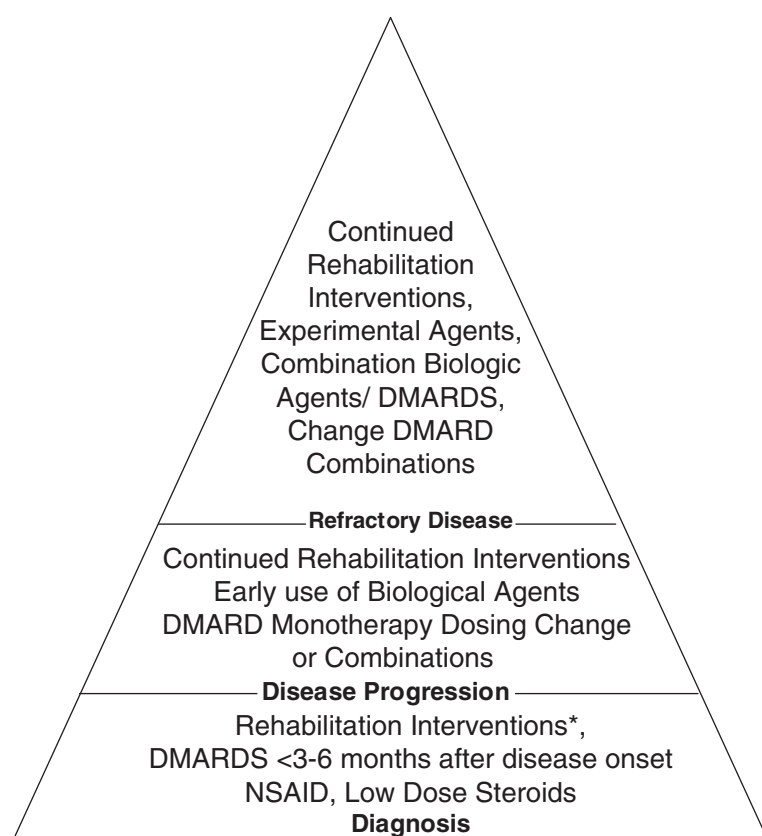 Continued
Rehabilitation
Interventions,
Experimental Agents,
Combination Biologic
Agents/ DMARDS,
Change DMARD
Combinations
Refractory Disease
Continued Rehabilitation Interventions
Early use of Biological Agents
DMARD Monotherapy Dosing Change
or Combinations
Disease Progression
Rehabilitation Interventions*,
DMARDS <3-6 months after disease onset
NSAID, Low Dose Steroids
Diagnosis